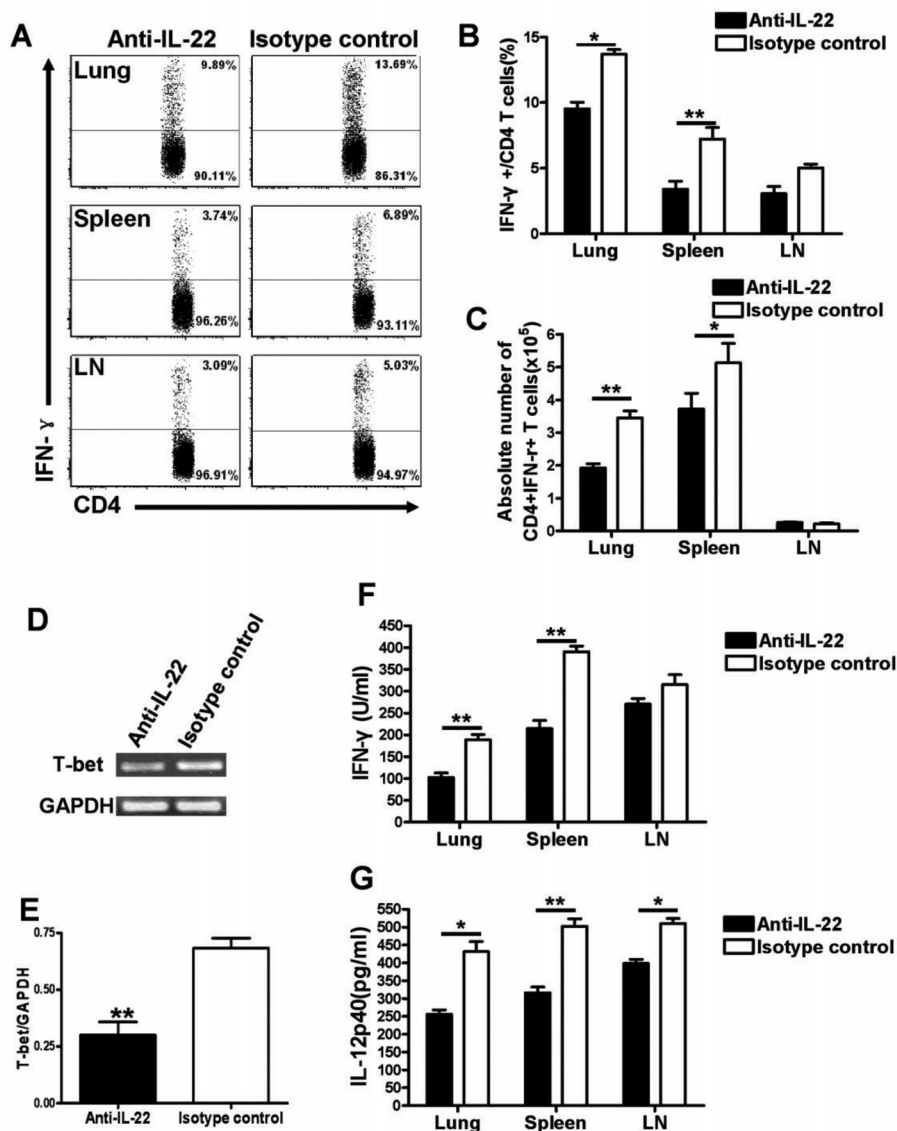 A
Anti-IL-22 Isotype control
Lung
9.89% 13.69%
90.11% 86.31%
Spleen
3.74% 6.89%
96.26% 93.11%
LN
3.09% 5.03%
96.91% 94.97%
IFN- γ
CD4
B
Anti-IL-22
Isotype control
IFN-γ +/CD4 T cells(%)
15
10
5
0
* ** 
Lung Spleen LN
C
Anti-IL-22
Isotype control
Absolute number of
CD4+IFN-r+ T cells(x10⁵)
6
5
4
3
2
1
0
** *
Lung Spleen LN
D
Anti-IL-22 Isotype control
T-bet
GAPDH
E
T-bet/GAPDH
0.75
0.50
0.25
0.00
**
Anti-IL-22 Isotype control
F
Anti-IL-22
Isotype control
IFN-γ (U/ml)
450
400
350
300
250
200
150
100
50
0
** **
Lung Spleen LN
G
Anti-IL-22
Isotype control
IL-12p40(pg/ml)
550
500
450
400
350
300
250
200
150
100
50
0
* ** *
Lung Spleen LN